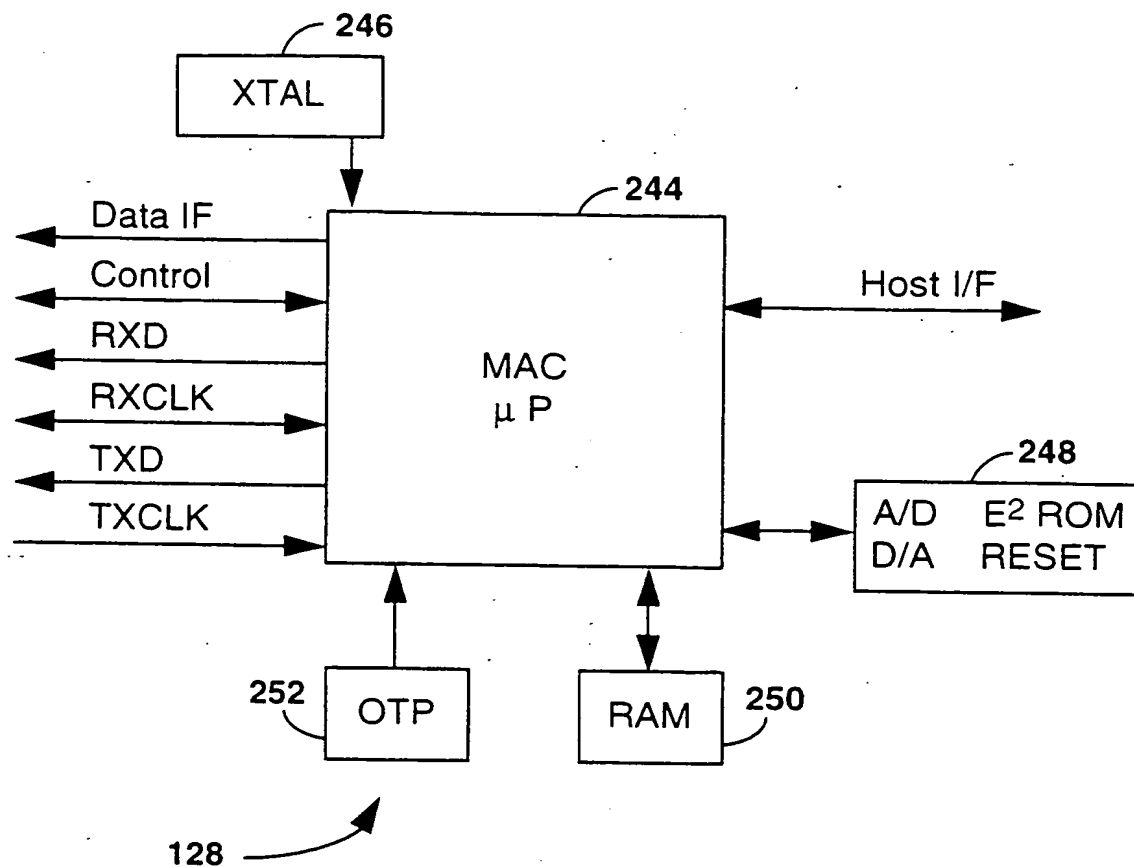 246
XTAL
244
Data IF
Control
RXD
RXCLK
TXD
TXCLK
MAC
μ P
Host I/F
248
A/D E² ROM
D/A RESET
252
OTP
RAM
250
128